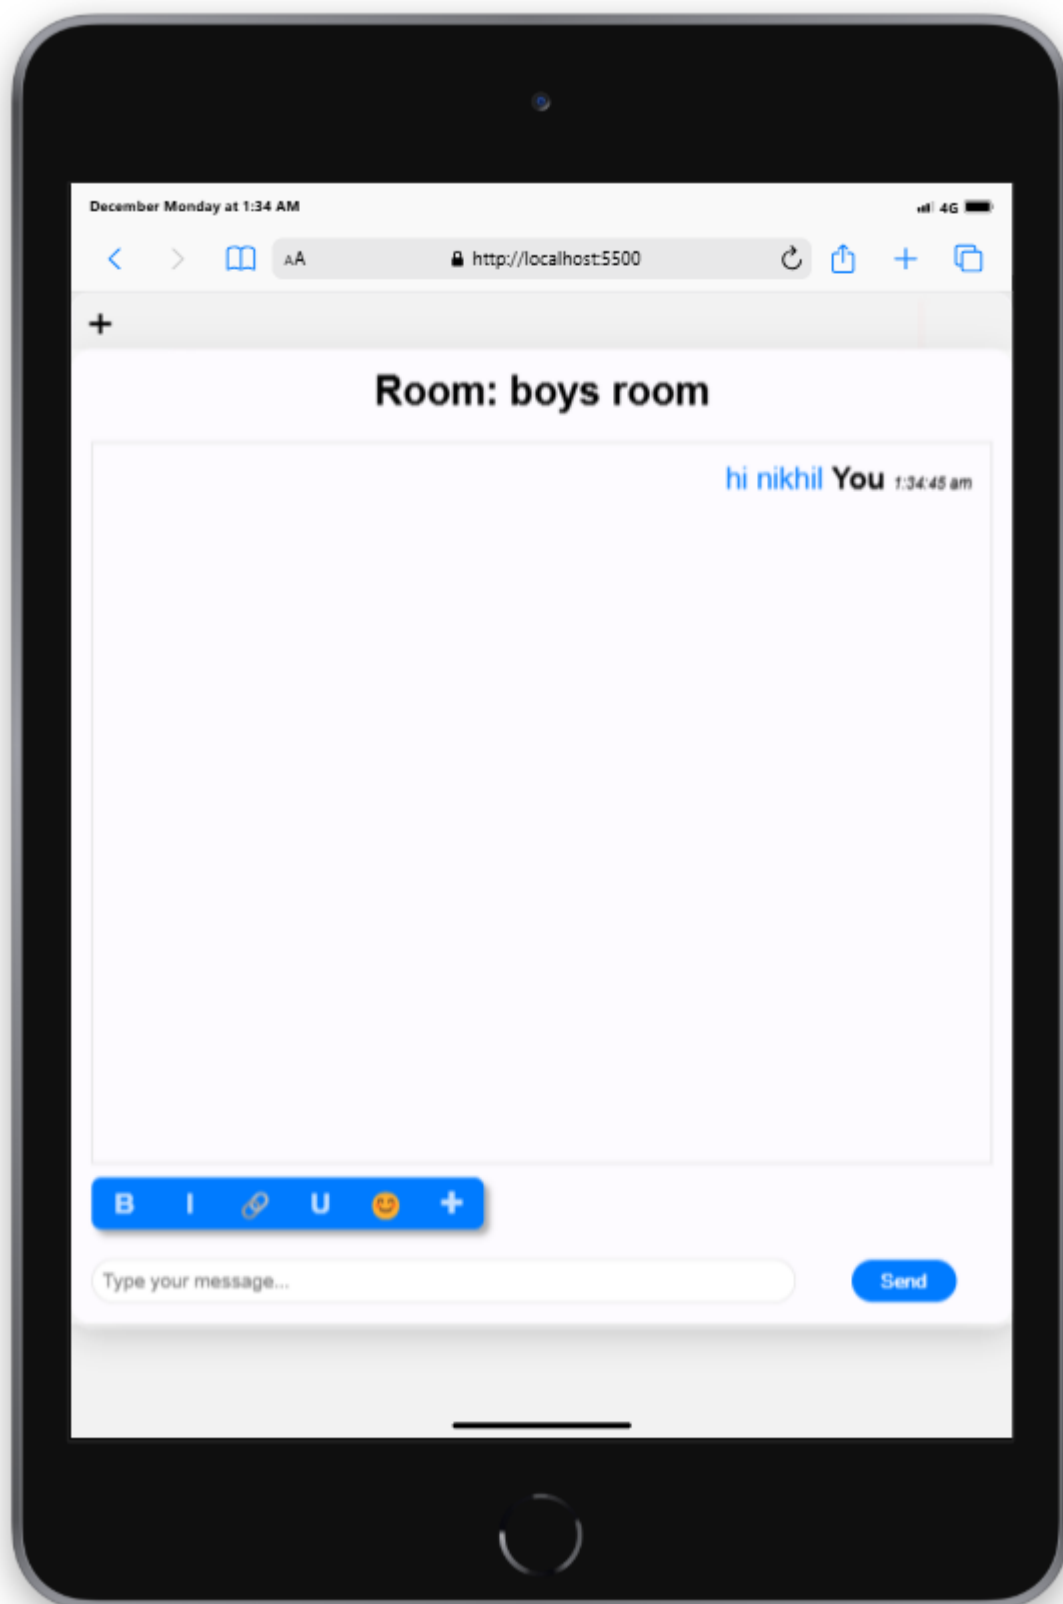 December Monday at 1:34 AM 4G
AA http://localhost:5500
+
Room: boys room
hi nikhil You 1:34:45 am
B I 🔗 U 😊 +
Type your message...
Send